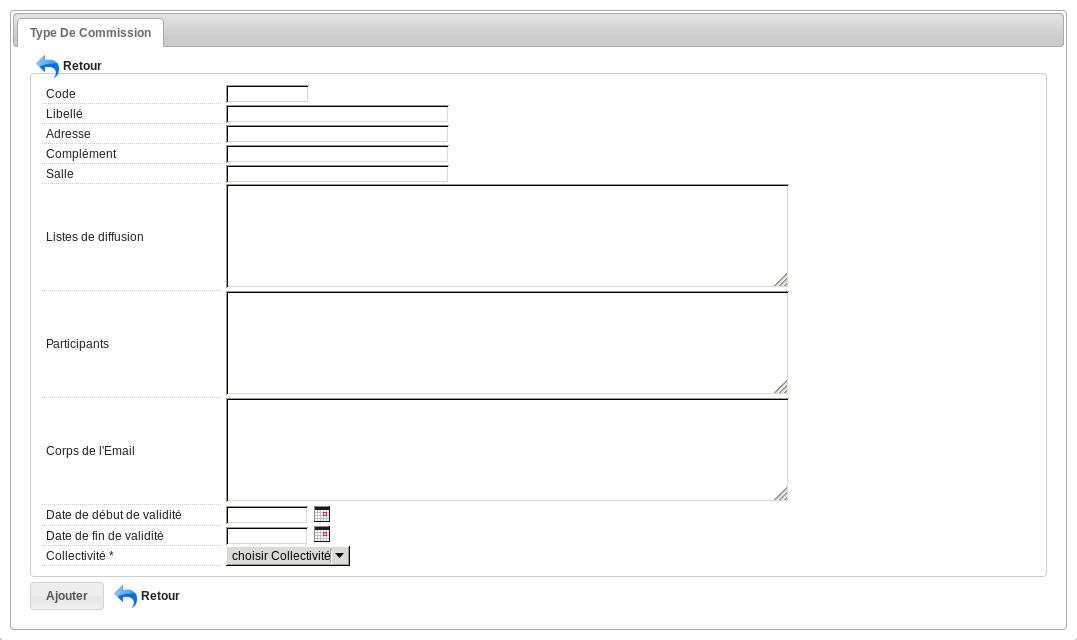 Type De Commission
Retour
Code
Libellé
Adresse
Complément
Salle
Listes de diffusion
Participants
Corps de l'Email
Date de début de validité
Date de fin de validité
Collectivité * choisir Collectivité
Ajouter Retour